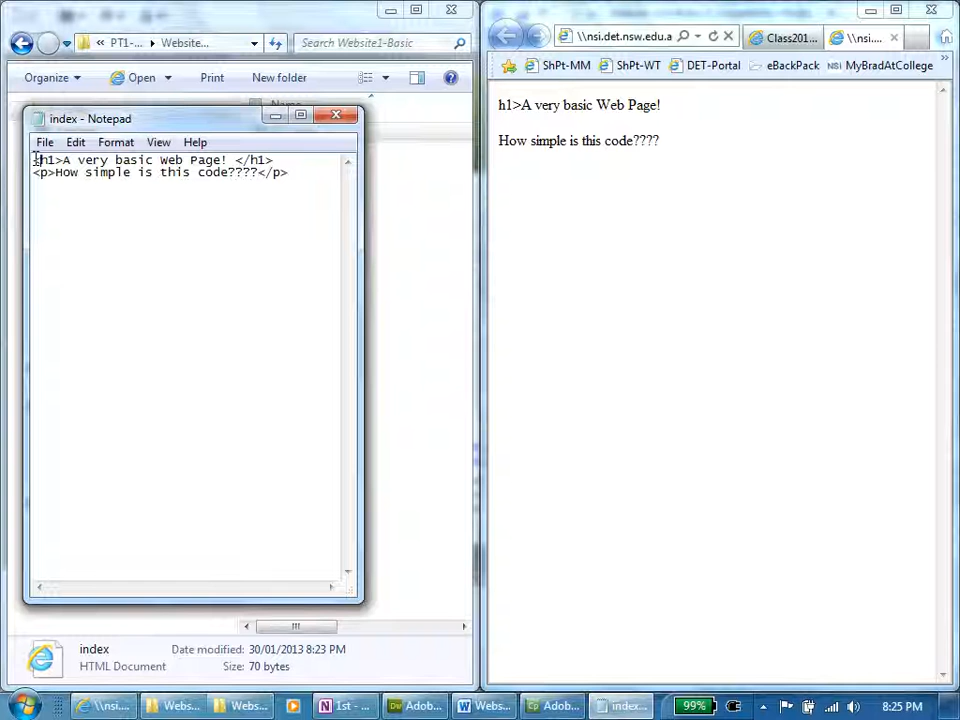 « PT1-... ▸ Website...
Search Website1-Basic
Organize
Open
Print
New folder
Name
index - Notepad
File Edit Format View Help
h1>A very basic Web Page! </h1>
<p>How simple is this code????</p>
index
HTML Document
Date modified: 30/01/2013 8:23 PM
Size: 70 bytes
\\nsi.det.nsw.edu.a
Class201...
\\nsi....
ShPt-MM
ShPt-WT
DET-Portal
eBackPack
NSI MyBradAtCollege
h1>A very basic Web Page!
How simple is this code????
\\nsi....
Webs...
Webs...
1st - ...
Adob...
Webs...
Adob...
index...
99%
8:25 PM